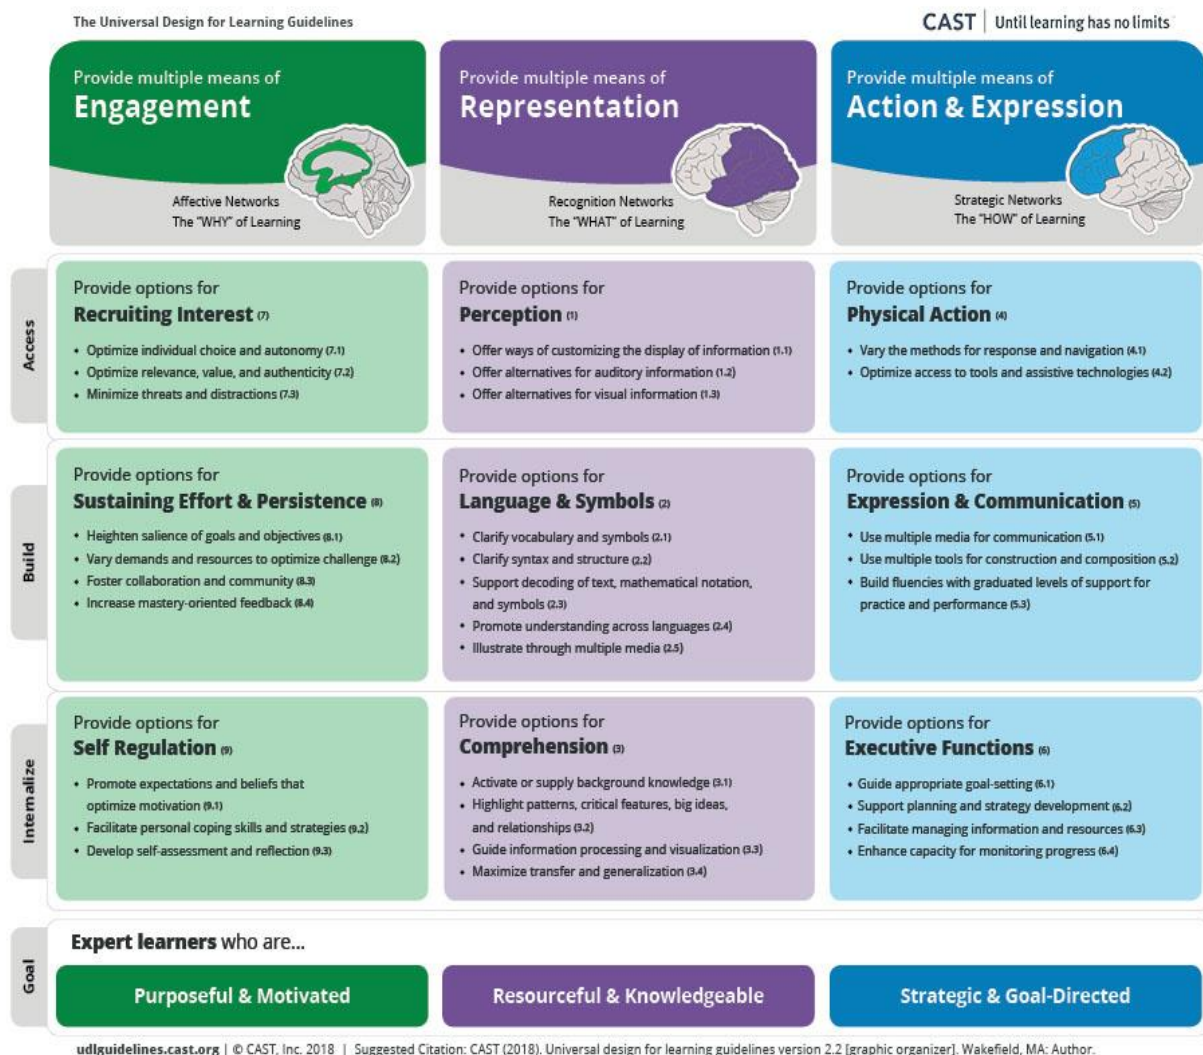 The Universal Design for Learning Guidelines
CAST | Until learning has no limits
Provide multiple means of
Engagement
Affective Networks
The "WHY" of Learning
Provide multiple means of
Representation
Recognition Networks
The "WHAT" of Learning
Provide multiple means of
Action & Expression
Strategic Networks
The "HOW" of Learning
Access
Provide options for
Recruiting Interest (7)
• Optimize individual choice and autonomy (7.1)
• Optimize relevance, value, and authenticity (7.2)
• Minimize threats and distractions (7.3)
Provide options for
Perception (1)
• Offer ways of customizing the display of information (1.1)
• Offer alternatives for auditory information (1.2)
• Offer alternatives for visual information (1.3)
Provide options for
Physical Action (4)
• Vary the methods for response and navigation (4.1)
• Optimize access to tools and assistive technologies (4.2)
Build
Provide options for
Sustaining Effort & Persistence (8)
• Heighten salience of goals and objectives (8.1)
• Vary demands and resources to optimize challenge (8.2)
• Foster collaboration and community (8.3)
• Increase mastery-oriented feedback (8.4)
Provide options for
Language & Symbols (2)
• Clarify vocabulary and symbols (2.1)
• Clarify syntax and structure (2.2)
• Support decoding of text, mathematical notation,
and symbols (2.3)
• Promote understanding across languages (2.4)
• Illustrate through multiple media (2.5)
Provide options for
Expression & Communication (5)
• Use multiple media for communication (5.1)
• Use multiple tools for construction and composition (5.2)
• Build fluencies with graduated levels of support for
practice and performance (5.3)
Internalize
Provide options for
Self Regulation (9)
• Promote expectations and beliefs that
optimize motivation (9.1)
• Facilitate personal coping skills and strategies (9.2)
• Develop self-assessment and reflection (9.3)
Provide options for
Comprehension (3)
• Activate or supply background knowledge (3.1)
• Highlight patterns, critical features, big ideas,
and relationships (3.2)
• Guide information processing and visualization (3.3)
• Maximize transfer and generalization (3.4)
Provide options for
Executive Functions (6)
• Guide appropriate goal-setting (6.1)
• Support planning and strategy development (6.2)
• Facilitate managing information and resources (6.3)
• Enhance capacity for monitoring progress (6.4)
Goal
Expert learners who are...
Purposeful & Motivated
Resourceful & Knowledgeable
Strategic & Goal-Directed
udlguidelines.cast.org | © CAST, Inc. 2018 | Suggested Citation: CAST (2018). Universal design for learning guidelines version 2.2 [graphic organizer]. Wakefield, MA: Author.